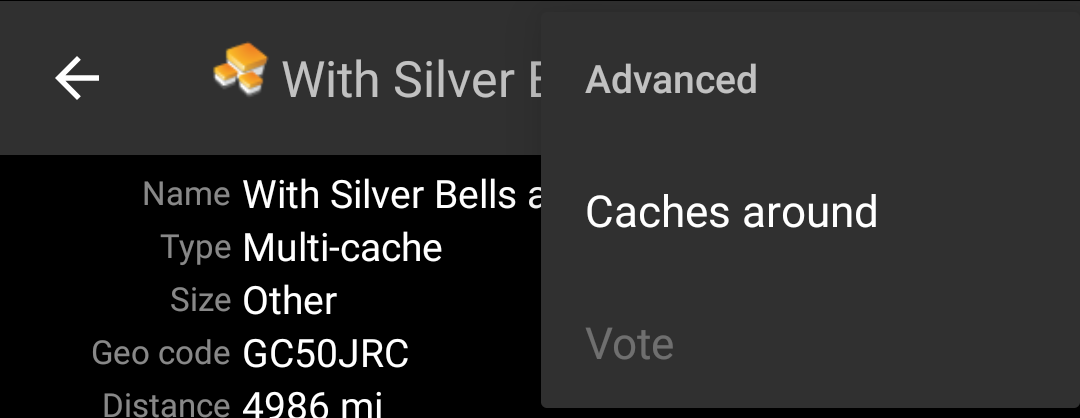 With Silver
Advanced
Name With Silver Bells
Caches around
Type Multi-cache
Size Other
Geo code GC50JRC
Vote
Distance 4986 mi